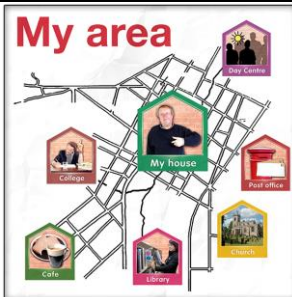 My area
Day Centre
My house
College
Post office
Church
Cafe
Library